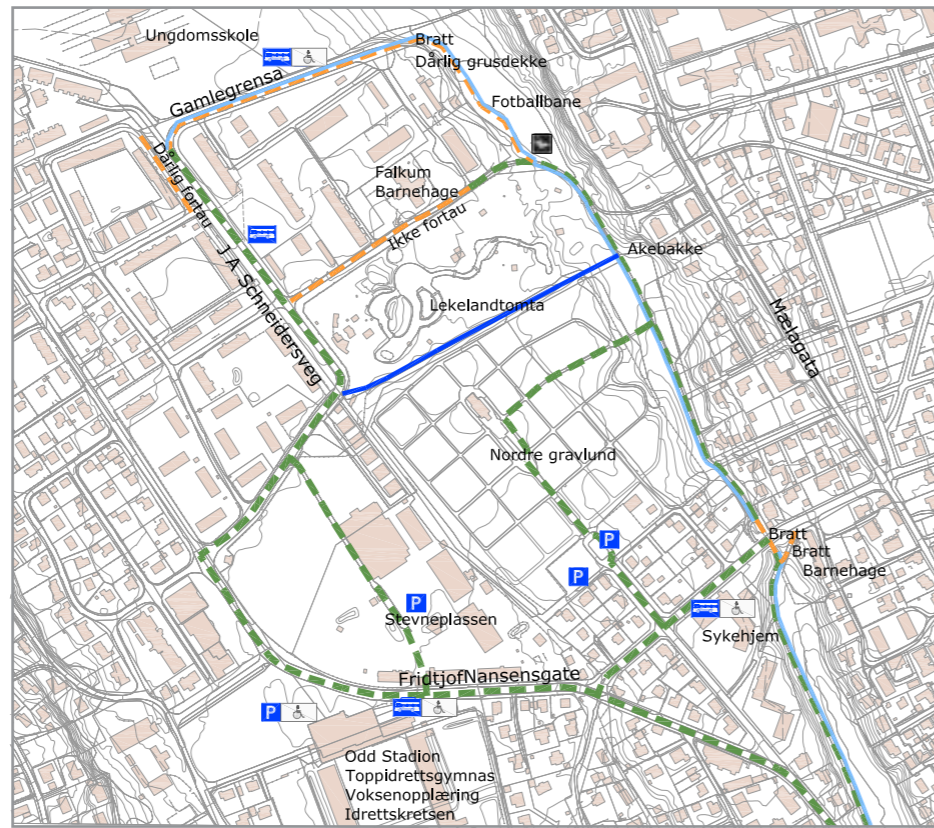 Ungdomsskole
Bratt
Dårlig grusdekke
Gamlegrensa
Fotballbane
Dårlig fortau
Falkum
Barnehage
Ikke fortau
Akebakke
J A Schneidersveg
Lekelandtomta
Mælagata
Nordre gravlund
Bratt
Bratt
Barnehage
P
P
P
Stevneplassen
Sykehjem
FridtjofNansensgate
P
Odd Stadion
Toppidrettsgymnas
Voksenopplæring
Idrettskretsen